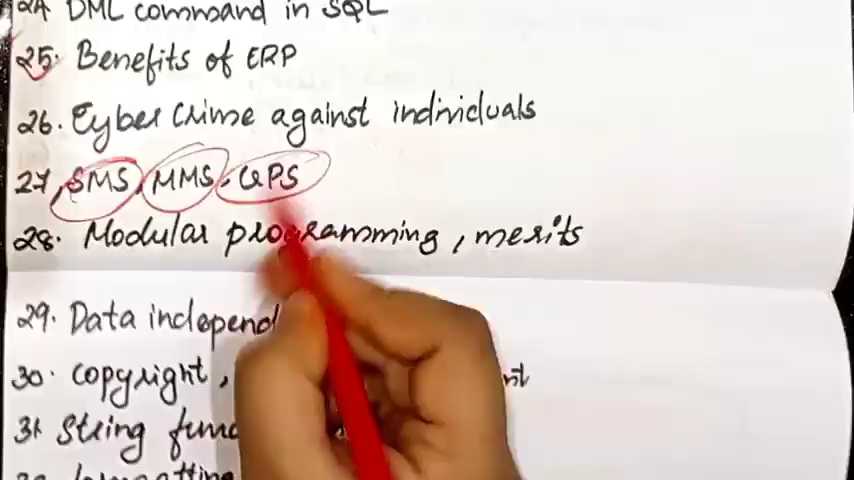 24 DML command in SQL
25. Benefits of ERP
26. Cyber Crime against individuals
27, SMS, MMS, GPS
28. Modular programming, merits
29. Data independ
30. copyright,
31. String func